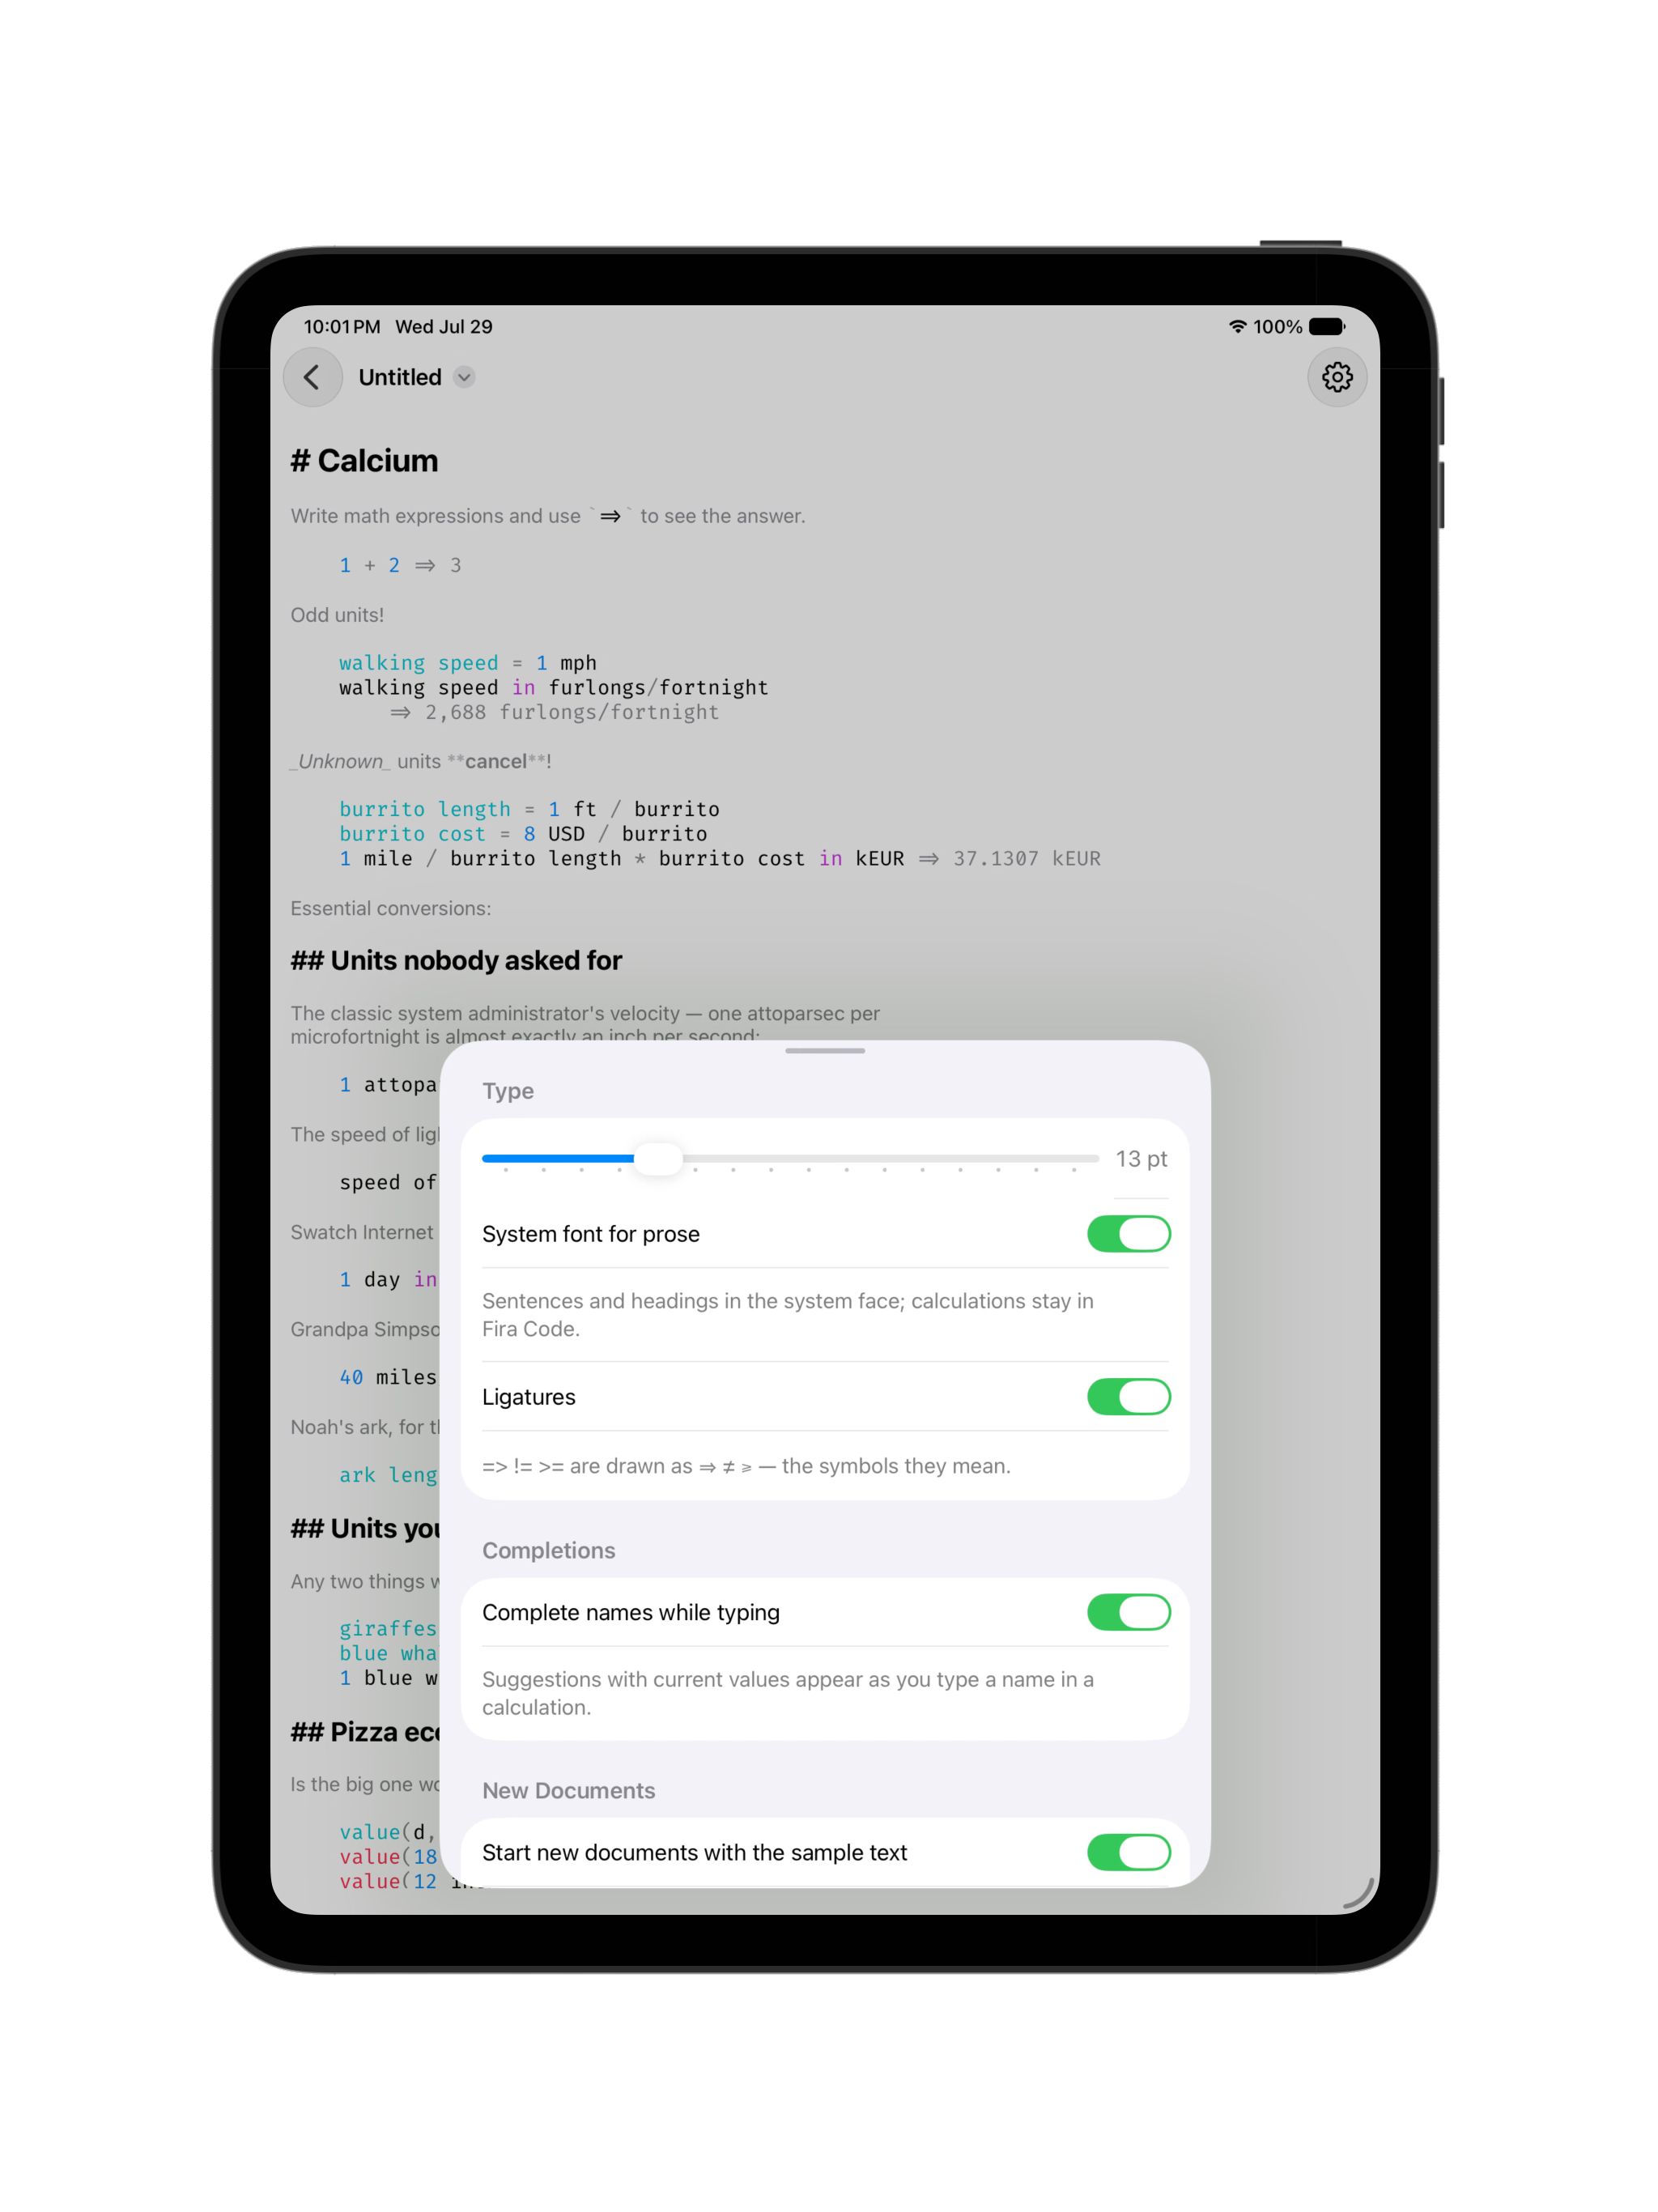 10:01 PM Wed Jul 29
100%
Untitled
# Calcium
Write math expressions and use `⇒` to see the answer.
1 + 2 ⇒ 3
Odd units!
walking speed = 1 mph
walking speed in furlongs/fortnight
⇒ 2,688 furlongs/fortnight
_Unknown_ units **cancel**!
burrito length = 1 ft / burrito
burrito cost = 8 USD / burrito
1 mile / burrito length * burrito cost in kEUR ⇒ 37.1307 kEUR
Essential conversions:
## Units nobody asked for
The classic system administrator's velocity — one attoparsec per
microfortnight is almost exactly an inch per second:
1 attopa
The speed of lig
speed of
Swatch Internet
1 day in
Grandpa Simpso
40 miles
Noah's ark, for t
ark leng
## Units you
Any two things w
giraffes
blue wha
1 blue w
## Pizza eco
Is the big one wo
value(d,
value(18
value(12 in
Type
13 pt
System font for prose
Sentences and headings in the system face; calculations stay in
Fira Code.
Ligatures
=> != >= are drawn as ⇒ ≠ ≥ — the symbols they mean.
Completions
Complete names while typing
Suggestions with current values appear as you type a name in a
calculation.
New Documents
Start new documents with the sample text